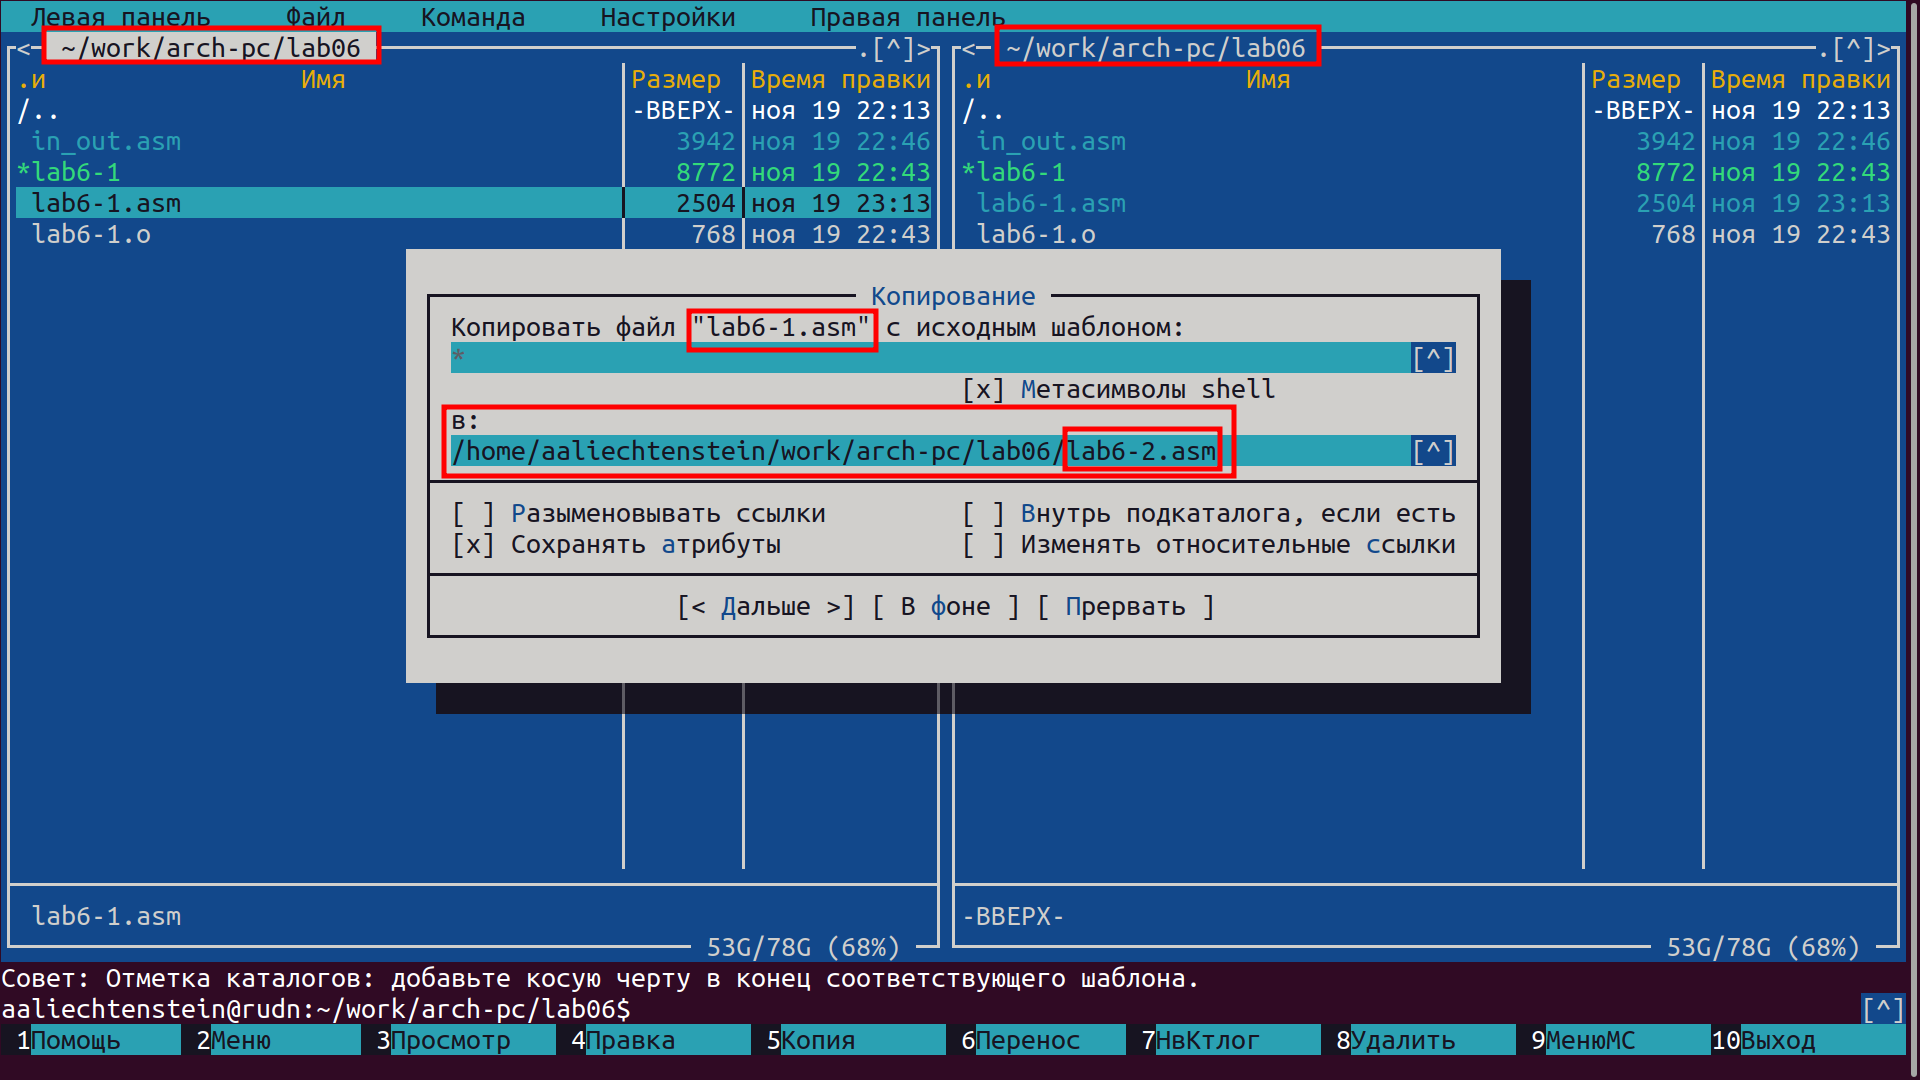 Левая панель Файл Команда Настройки Правая панель
<- ~/work/arch-pc/lab06 .[^]> <- ~/work/arch-pc/lab06 .[^]>
.и Имя Размер Время правки .и Имя Размер Время правки
/.. -ВВЕРХ- ноя 19 22:13 /.. -ВВЕРХ- ноя 19 22:13
in_out.asm 3942 ноя 19 22:46 in_out.asm 3942 ноя 19 22:46
*lab6-1 8772 ноя 19 22:43 *lab6-1 8772 ноя 19 22:43
lab6-1.asm 2504 ноя 19 23:13 lab6-1.asm 2504 ноя 19 23:13
lab6-1.o 768 ноя 19 22:43 lab6-1.o 768 ноя 19 22:43
Копирование
Копировать файл "lab6-1.asm" с исходным шаблоном:
* [^]
[x] Метасимволы shell
в:
/home/aaliechtenstein/work/arch-pc/lab06/lab6-2.asm [^]
[ ] Разыменовывать ссылки [ ] Внутрь подкаталога, если есть
[x] Сохранять атрибуты [ ] Изменять относительные ссылки
[< Дальше >] [ В фоне ] [ Прервать ]
lab6-1.asm -ВВЕРХ-
53G/78G (68%) 53G/78G (68%)
Совет: Отметка каталогов: добавьте косую черту в конец соответствующего шаблона.
aaliechtenstein@rudn:~/work/arch-pc/lab06$ [^]
1Помощь 2Меню 3Просмотр 4Правка 5Копия 6Перенос 7НвКтлог 8Удалить 9МенюМС 10Выход